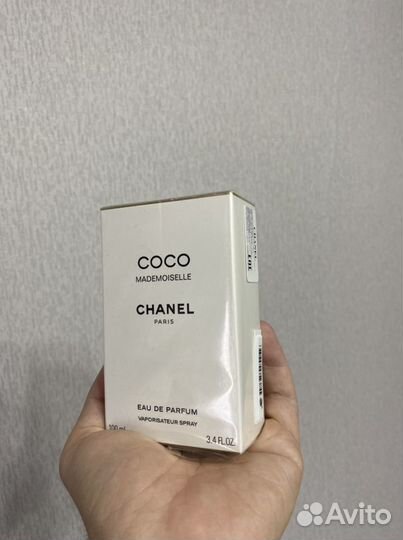 COCO
MADEMOISELLE
CHANEL
PARIS
EAU DE PARFUM
VAPORISATEUR SPRAY
100 ml
3.4 FL.OZ.
Avito